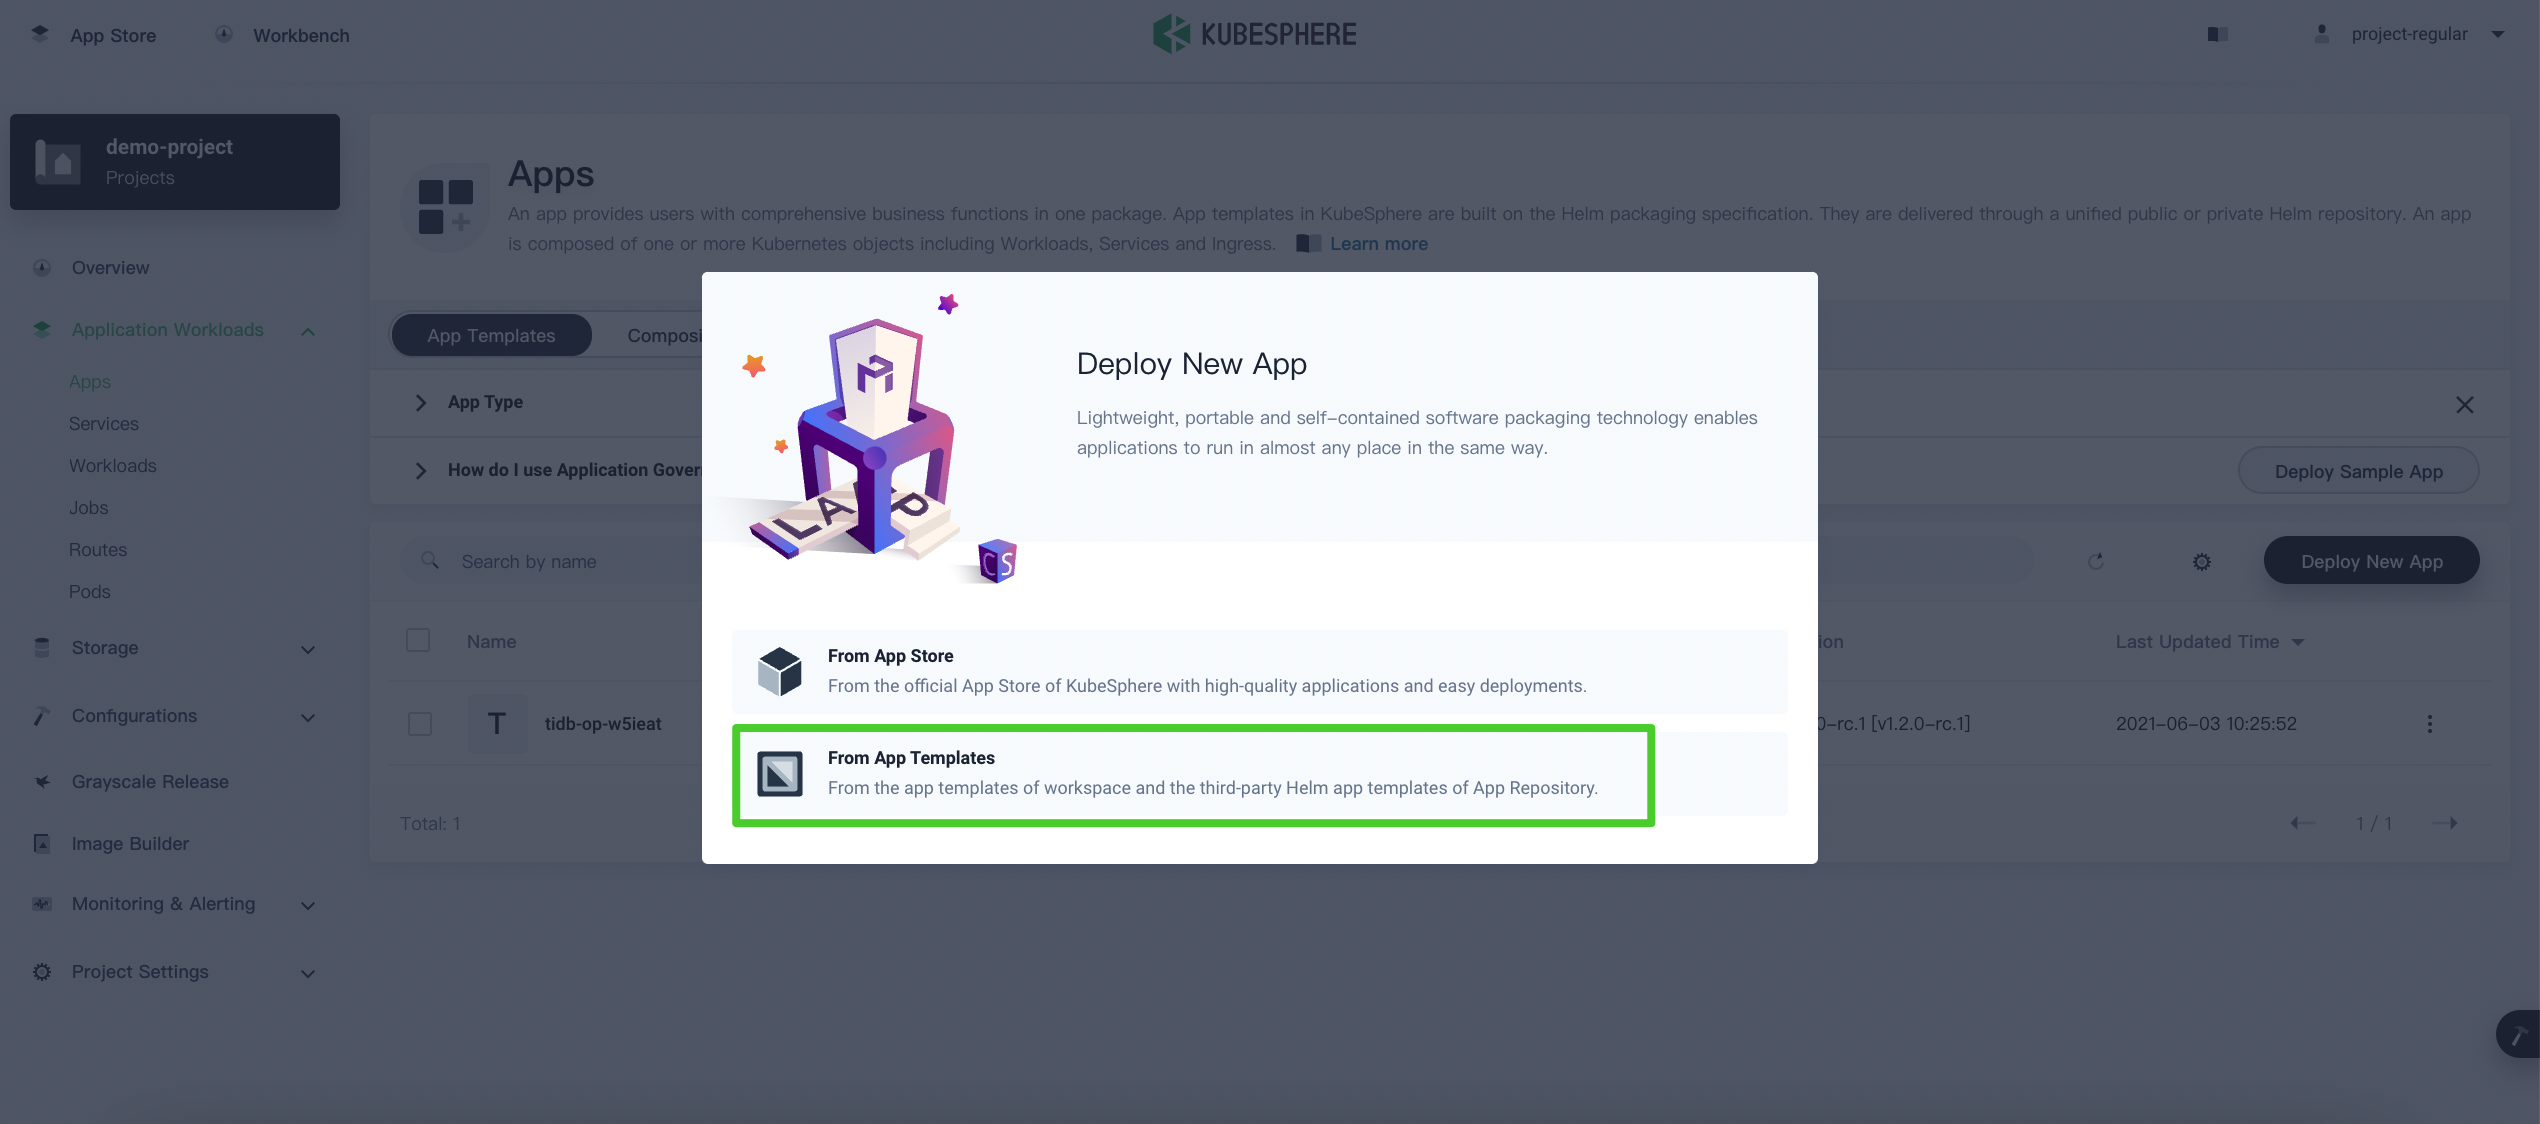 App Store
Workbench
KUBESPHERE
project-regular
demo-project
Projects
Overview
Application Workloads
Apps
Services
Workloads
Jobs
Routes
Pods
Storage
Configurations
Grayscale Release
Image Builder
Monitoring & Alerting
Project Settings
Apps
An app provides users with comprehensive business functions in one package. App templates in KubeSphere are built on the Helm packaging specification. They are delivered through a unified public or private Helm repository. An app
is composed of one or more Kubernetes objects including Workloads, Services and Ingress. Learn more
App Templates
App Type
How do I use Application
Deploy Sample App
Search by name
Deploy New App
Name
Last Updated Time
T
tidb-op-w5ieat
0-rc.1 [v1.2.0-rc.1]
2021-06-03 10:25:52
Total: 1
1 / 1
Deploy New App
Lightweight, portable and self-contained software packaging technology enables
applications to run in almost any place in the same way.
CS
From App Store
From the official App Store of KubeSphere with high-quality applications and easy deployments.
From App Templates
From the app templates of workspace and the third-party Helm app templates of App Repository.